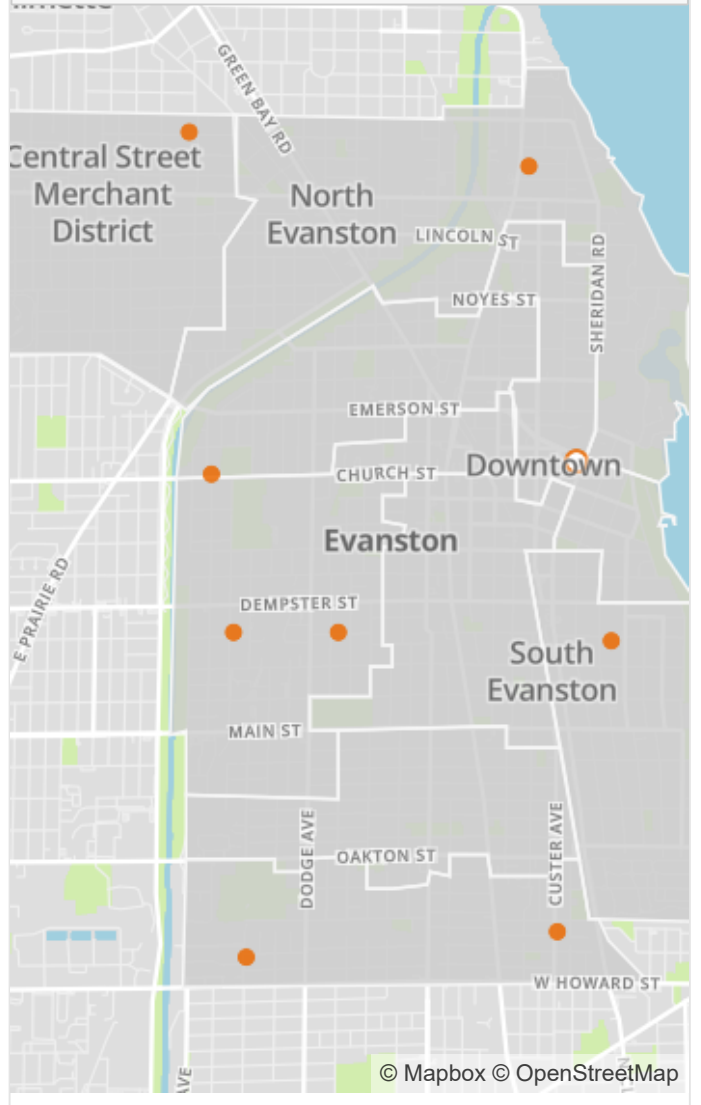 GREEN BAY RD
Central Street
Merchant
District
North
Evanston
LINCOLN ST
SHERIDAN RD
NOYES ST
EMERSON ST
Downtown
CHURCH ST
Evanston
E PRAIRIE RD
DEMPSTER ST
South
Evanston
MAIN ST
DODGE AVE
OAKTON ST
CUSTER AVE
W HOWARD ST
AVE
© Mapbox © OpenStreetMap